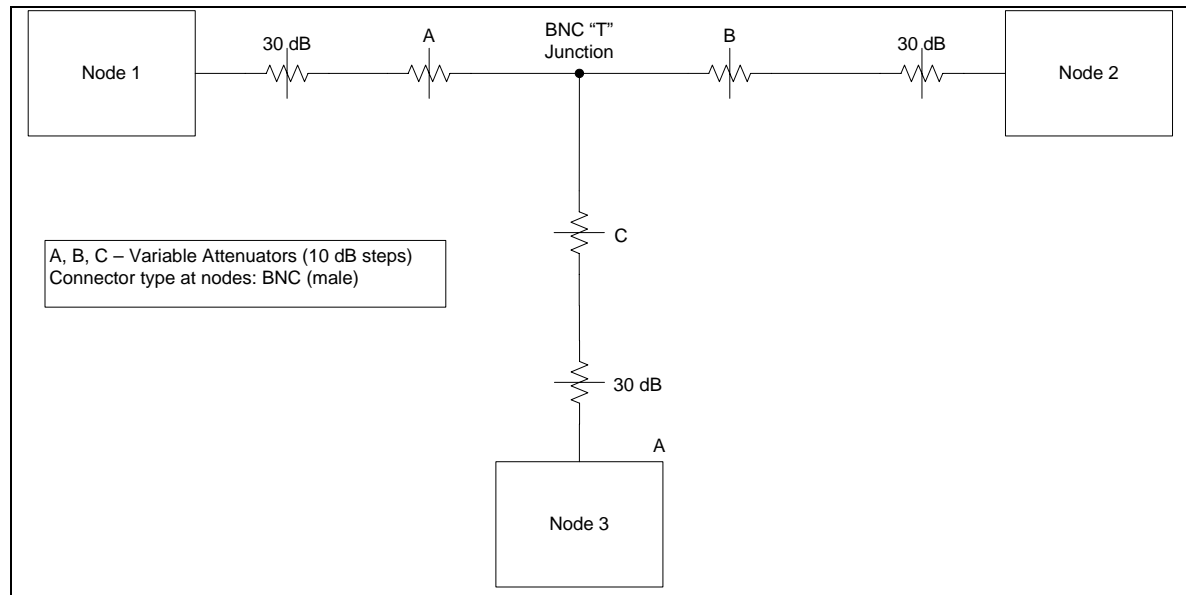 BNC “T”
Junction
A
B
30 dB
30 dB
Node 1
Node 2
C
A, B, C – Variable Attenuators (10 dB steps)
Connector type at nodes: BNC (male)
30 dB
A
Node 3